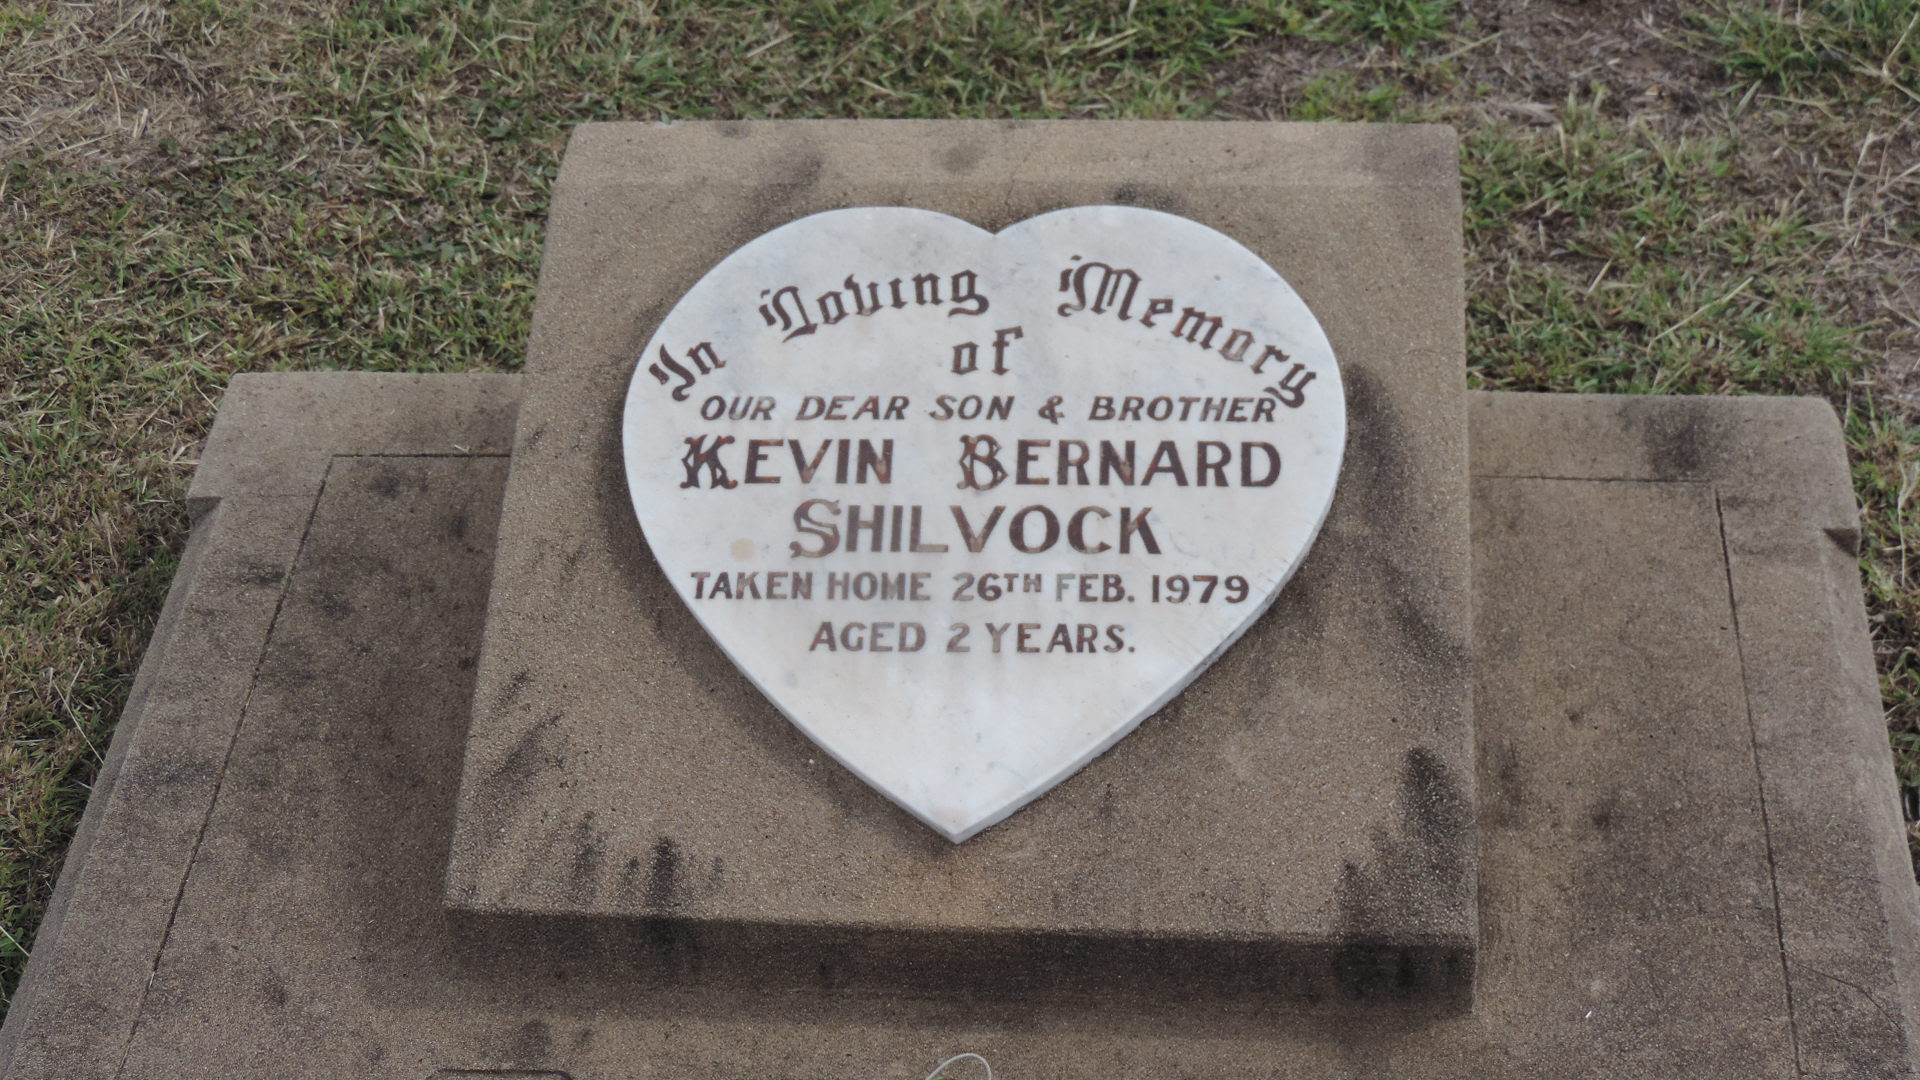 In Loving Memory
of
OUR DEAR SON & BROTHER
KEVIN BERNARD
SHILVOCK
TAKEN HOME 26TH FEB. 1979
AGED 2 YEARS.